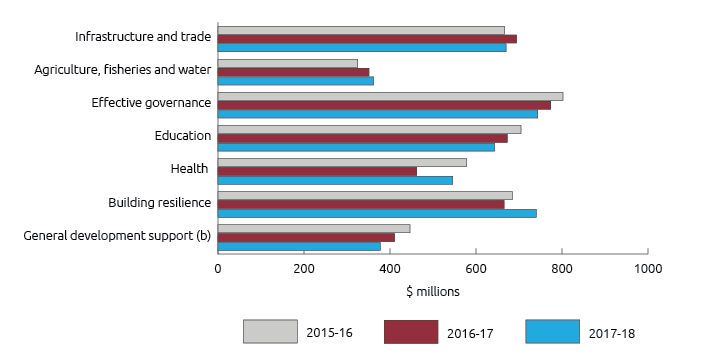 Infrastructure and trade
Agriculture, fisheries and water
Effective governance
Education
Health
Building resilience
General development support (b)
0 200 400 600 800 1000
$ millions
2015-16 2016-17 2017-18